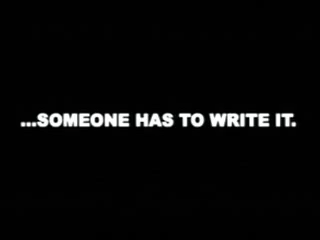 ...SOMEONE HAS TO WRITE IT.